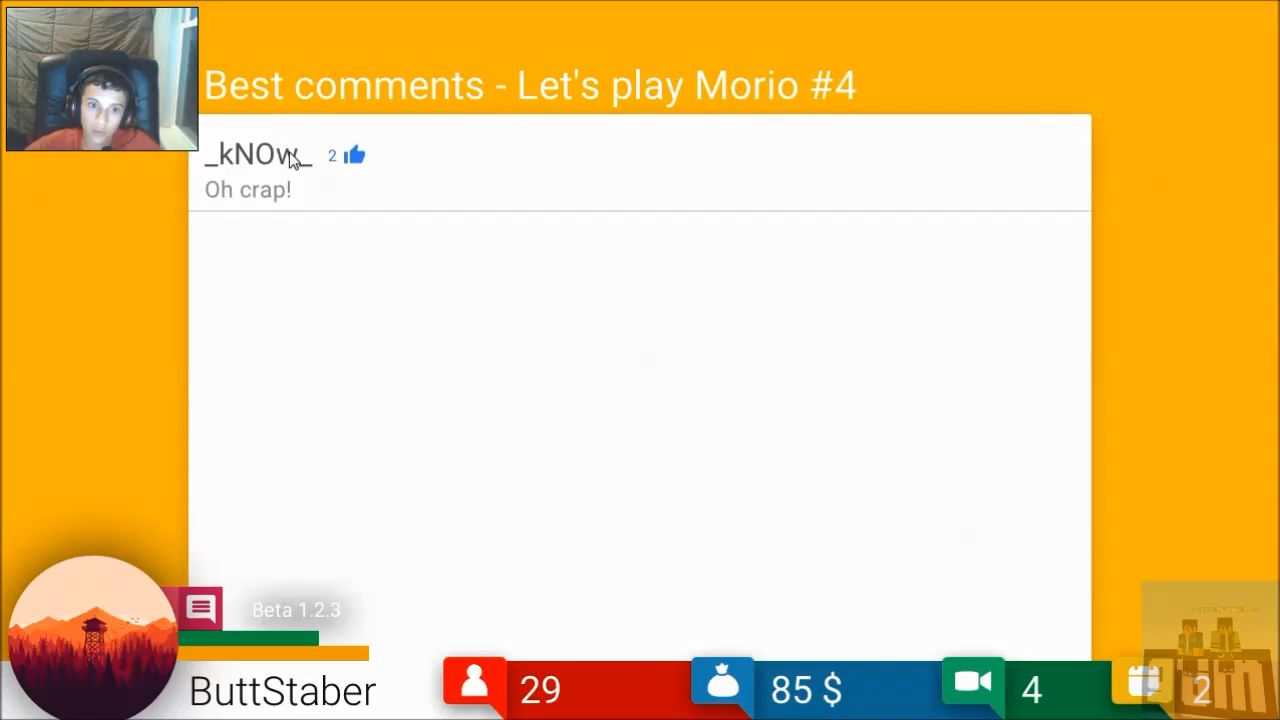 Best comments - Let's play Morio #4
_kNOw_ 2
Oh crap!
Beta 1.2.3
ButtStaber
29
85 $
4
2